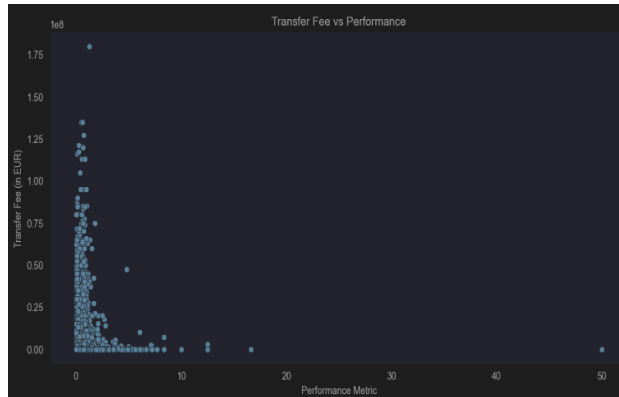 Transfer Fee vs Performance
1e8
1.75
1.50
1.25
1.00
0.75
0.50
0.25
0.00
Transfer Fee (in EUR)
0 10 20 30 40 50
Performance Metric